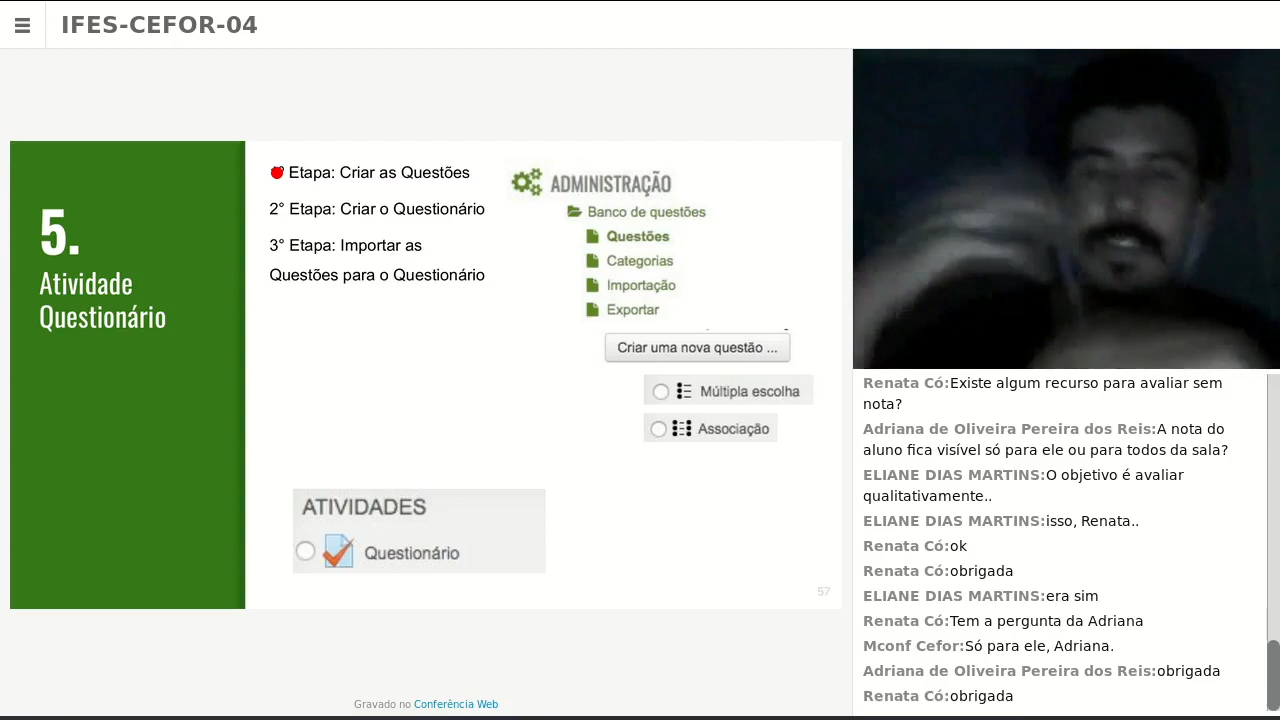 IFES-CEFOR-04
5.
Atividade
Questionário
Etapa: Criar as Questões
2° Etapa: Criar o Questionário
3° Etapa: Importar as
Questões para o Questionário
ADMINISTRAÇÃO
Banco de questões
Questões
Categorias
Importação
Exportar
Criar uma nova questão ...
Múltipla escolha
Associação
ATIVIDADES
Questionário
57
Gravado no Conferência Web
Renata Có:Existe algum recurso para avaliar sem
nota?
Adriana de Oliveira Pereira dos Reis:A nota do
aluno fica visível só para ele ou para todos da sala?
ELIANE DIAS MARTINS:O objetivo é avaliar
qualitativamente..
ELIANE DIAS MARTINS:isso, Renata..
Renata Có:ok
Renata Có:obrigada
ELIANE DIAS MARTINS:era sim
Renata Có:Tem a pergunta da Adriana
Mconf Cefor:Só para ele, Adriana.
Adriana de Oliveira Pereira dos Reis:obrigada
Renata Có:obrigada